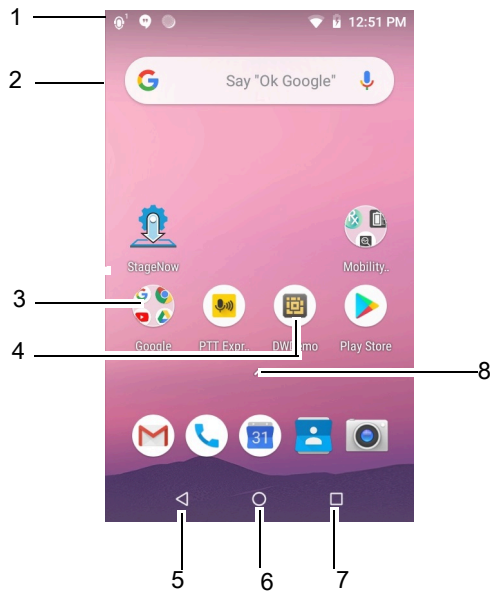 1
12:51 PM
2
Say "Ok Google"
StageNow
Mobility..
3
4
Google
PTT Expr..
DWDemo
Play Store
8
31
5
6
7